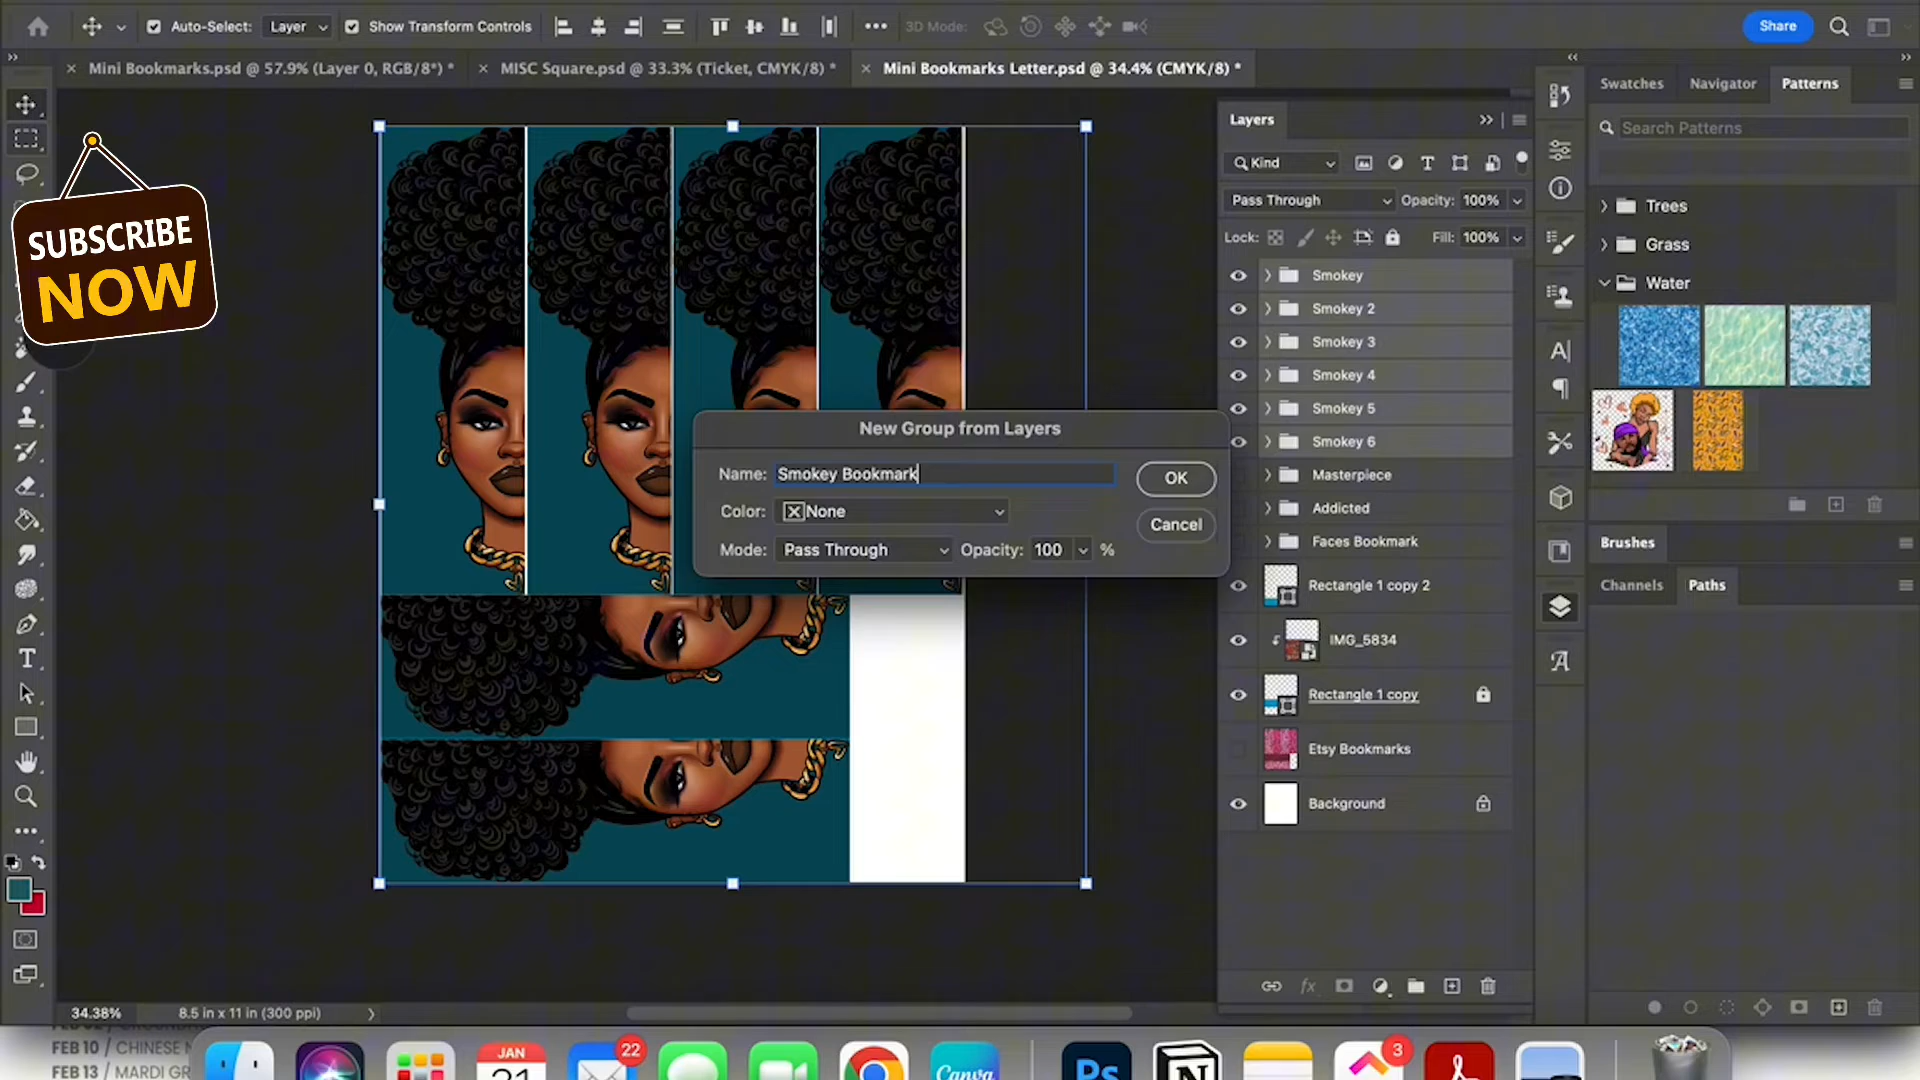 Auto-Select: Layer Show Transform Controls 3D Mode: Share
Mini Bookmarks.psd @ 57.9% (Layer 0, RGB/8*) *
MISC Square.psd @ 33.3% (Ticket, CMYK/8) *
Mini Bookmarks Letter.psd @ 34.4% (CMYK/8) *
SUBSCRIBE
NOW
Layers
Kind
Pass Through Opacity: 100%
Lock: Fill: 100%
Smokey
Smokey 2
Smokey 3
Smokey 4
Smokey 5
Smokey 6
Masterpiece
Addicted
Faces Bookmark
Rectangle 1 copy 2
IMG_5834
Rectangle 1 copy
Etsy Bookmarks
Background
New Group from Layers
Name: Smokey Bookmark OK
Color: None Cancel
Mode: Pass Through Opacity: 100 %
Swatches Navigator Patterns
Search Patterns
Trees
Grass
Water
Brushes
Channels Paths
34.38% 8.5 in x 11 in (300 ppi)
FEB 10 / CHINESE N
FEB 13 / MARDI GR
JAN
22
Canva
Ps
3